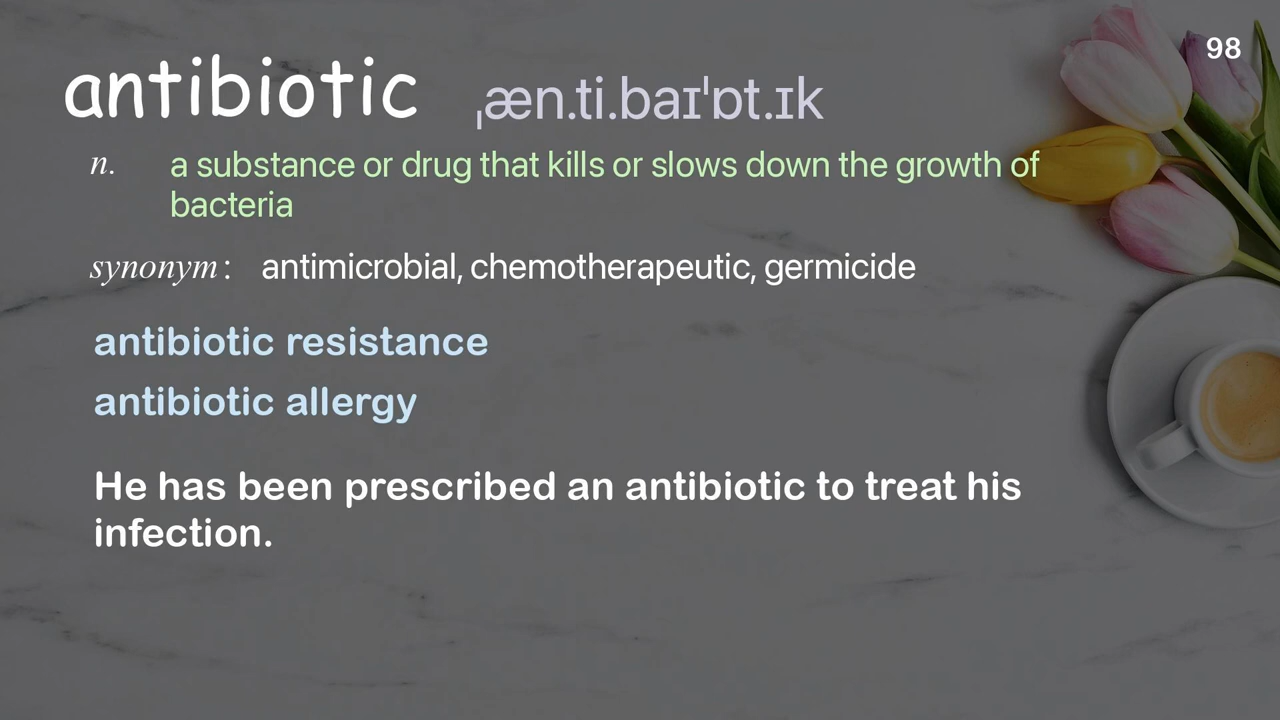 98
antibiotic ˌæn.ti.baɪˈɒt.ɪk
n. a substance or drug that kills or slows down the growth of
bacteria
synonym: antimicrobial, chemotherapeutic, germicide
antibiotic resistance
antibiotic allergy
He has been prescribed an antibiotic to treat his
infection.